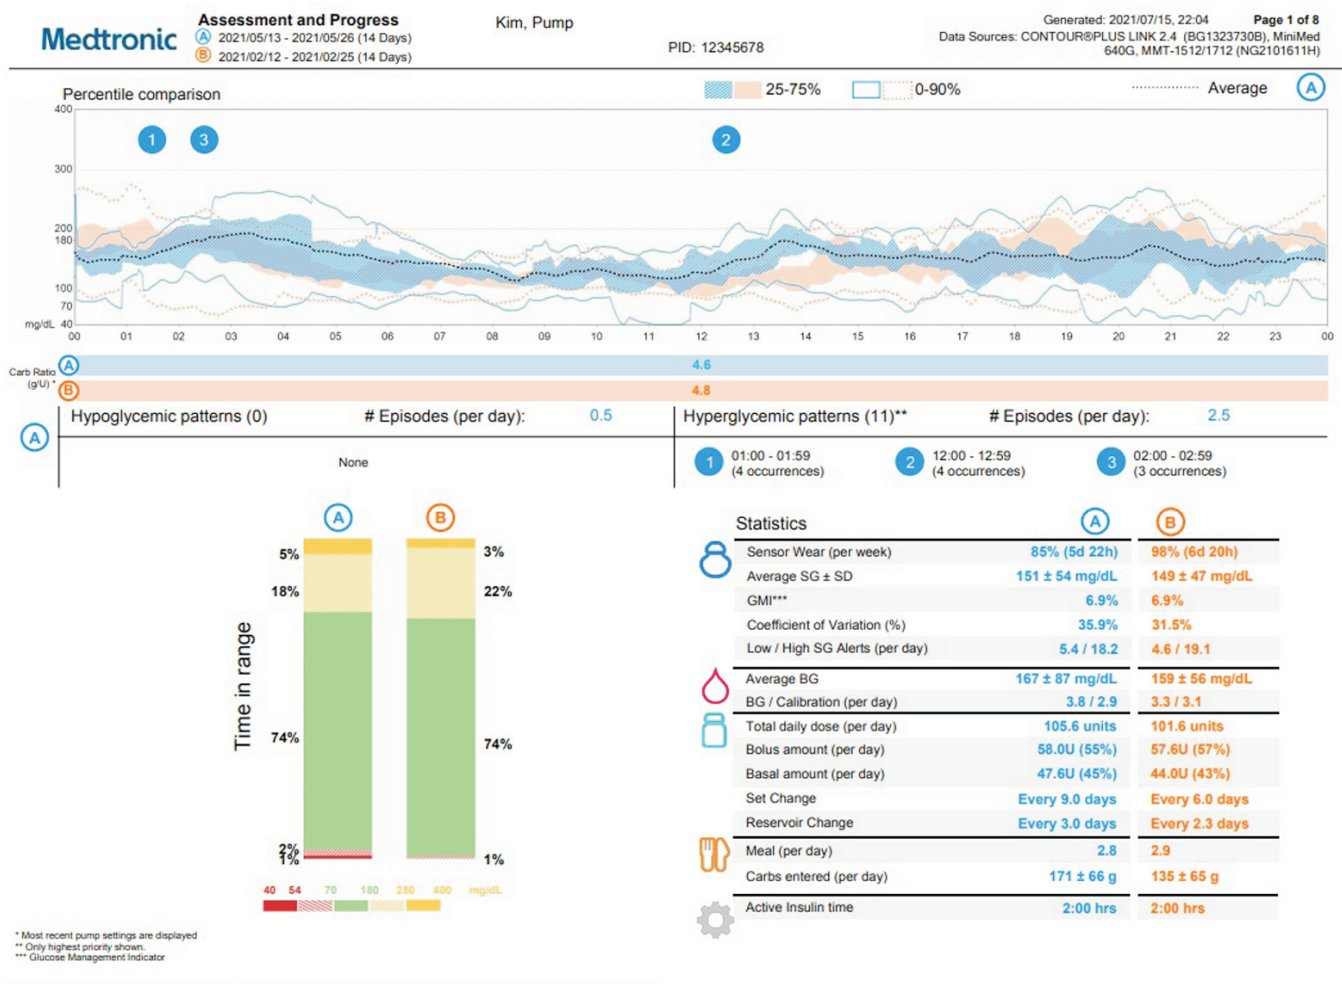 Medtronic
Assessment and Progress
A 2021/05/13 - 2021/05/26 (14 Days)
B 2021/02/12 - 2021/02/25 (14 Days)
Kim, Pump
PID: 12345678
Generated: 2021/07/15, 22:04 Page 1 of 8
Data Sources: CONTOUR®PLUS LINK 2.4 (BG1323730B), MiniMed
640G, MMT-1512/1712 (NG2101611H)
Percentile comparison
25-75% 0-90% Average A
400
300
200
180
100
70
mg/dL 40
1 3 2
00 01 02 03 04 05 06 07 08 09 10 11 12 13 14 15 16 17 18 19 20 21 22 23 00
Carb Ratio
(g/U) *
A 4.6
B 4.8
A
Hypoglycemic patterns (0) # Episodes (per day): 0.5
None
Hyperglycemic patterns (11)** # Episodes (per day): 2.5
1 01:00 - 01:59
(4 occurrences)
2 12:00 - 12:59
(4 occurrences)
3 02:00 - 02:59
(3 occurrences)
A B
5% 3%
18% 22%
74% 74%
2%
1% 1%
Time in range
40 54 70 180 250 400 mg/dL
Statistics A B
Sensor Wear (per week) 85% (5d 22h) 98% (6d 20h)
Average SG ± SD 151 ± 54 mg/dL 149 ± 47 mg/dL
GMI*** 6.9% 6.9%
Coefficient of Variation (%) 35.9% 31.5%
Low / High SG Alerts (per day) 5.4 / 18.2 4.6 / 19.1
Average BG 167 ± 87 mg/dL 159 ± 56 mg/dL
BG / Calibration (per day) 3.8 / 2.9 3.3 / 3.1
Total daily dose (per day) 105.6 units 101.6 units
Bolus amount (per day) 58.0U (55%) 57.6U (57%)
Basal amount (per day) 47.6U (45%) 44.0U (43%)
Set Change Every 9.0 days Every 6.0 days
Reservoir Change Every 3.0 days Every 2.3 days
Meal (per day) 2.8 2.9
Carbs entered (per day) 171 ± 66 g 135 ± 65 g
Active Insulin time 2:00 hrs 2:00 hrs
* Most recent pump settings are displayed
** Only highest priority shown.
*** Glucose Management Indicator